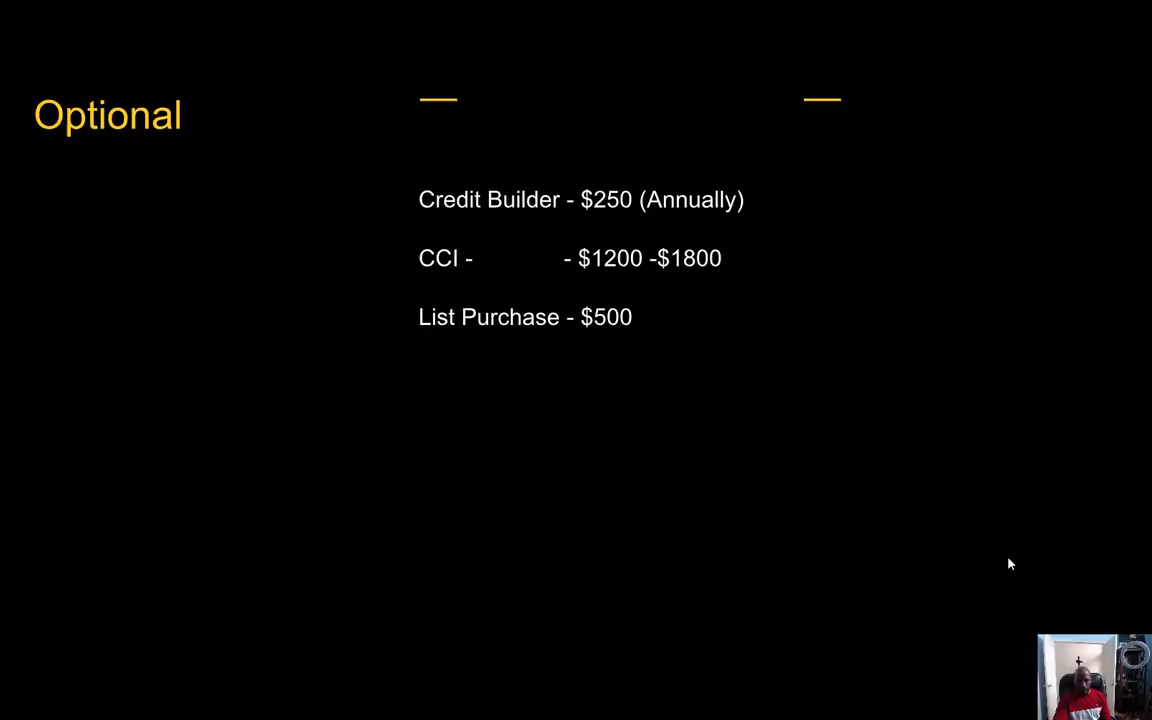 Optional
Credit Builder - $250 (Annually)
CCI - - $1200 -$1800
List Purchase - $500